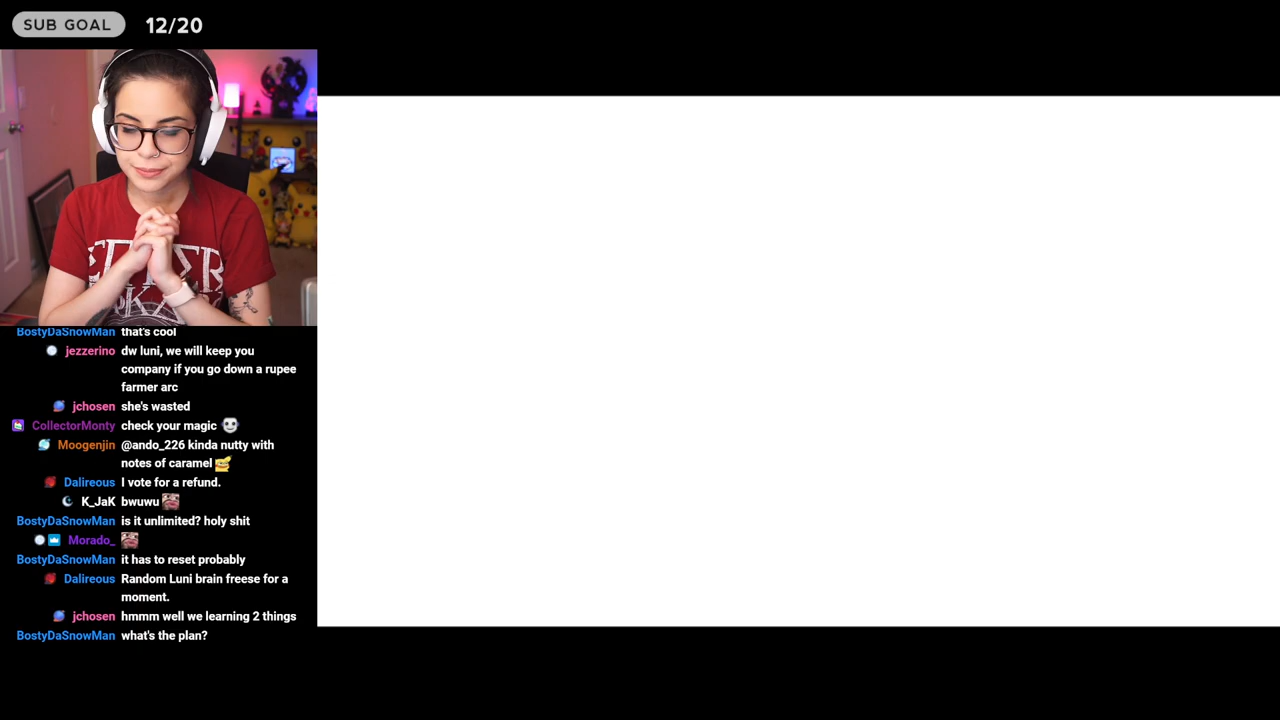 SUB GOAL 12/20
BostyDaSnowMan that's cool
jezzerino dw luni, we will keep you
company if you go down a rupee
farmer arc
jchosen she's wasted
CollectorMonty check your magic
Moogenjin @ando_226 kinda nutty with
notes of caramel
Dalireous I vote for a refund.
K_JaK bwuwu
BostyDaSnowMan is it unlimited? holy shit
Morado_
BostyDaSnowMan it has to reset probably
Dalireous Random Luni brain freese for a
moment.
jchosen hmmm well we learning 2 things
BostyDaSnowMan what's the plan?